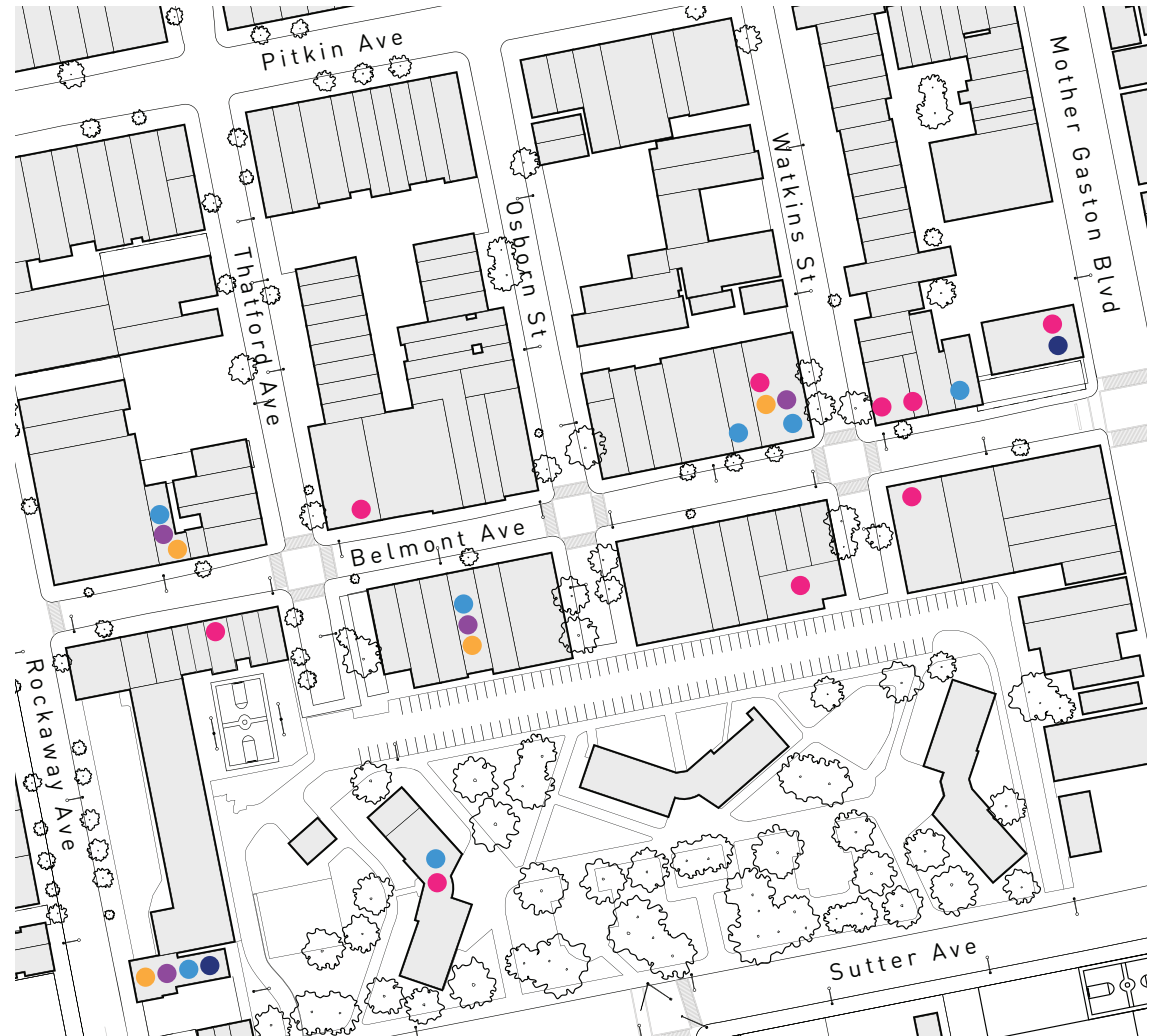 Pitkin Ave
Mother Gaston Blvd
Watkins St
Osborn St
Thatford Ave
Belmont Ave
Rockaway Ave
Sutter Ave